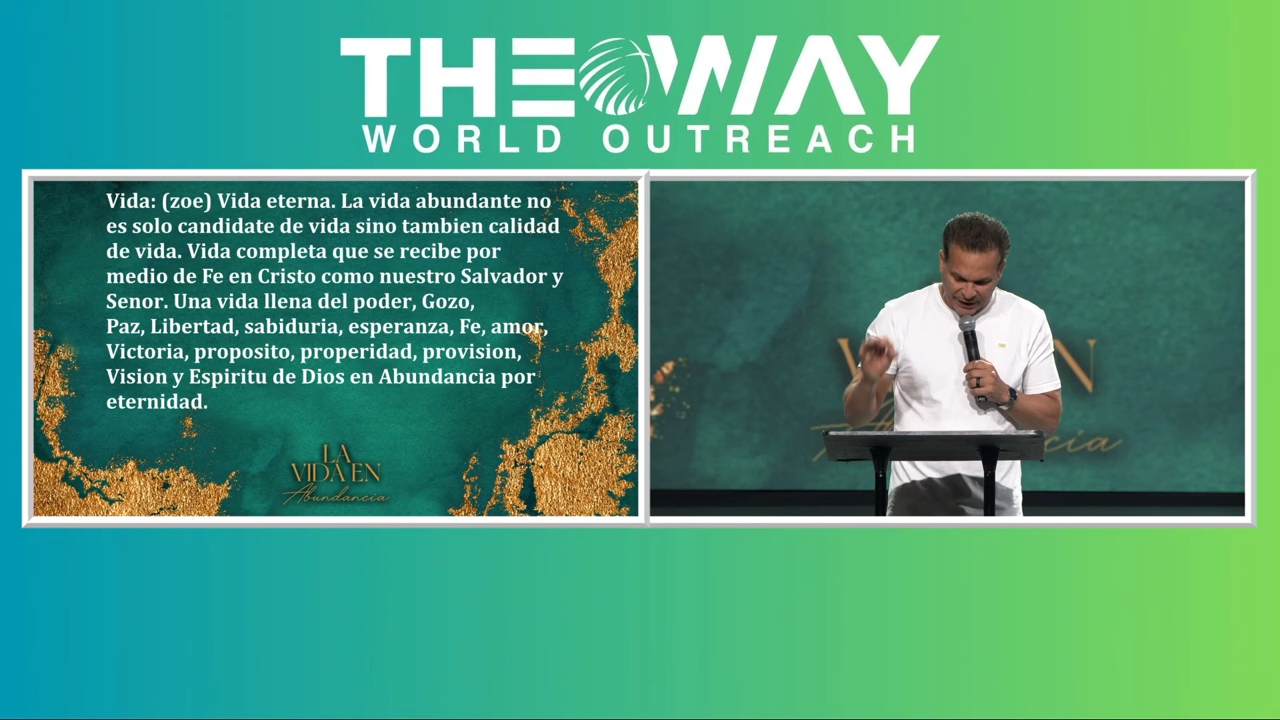 THE WAY
WORLD OUTREACH
Vida: (zoe) Vida eterna. La vida abundante no
es solo candidate de vida sino tambien calidad
de vida. Vida completa que se recibe por
medio de Fe en Cristo como nuestro Salvador y
Senor. Una vida llena del poder, Gozo,
Paz, Libertad, sabiduria, esperanza, Fe, amor,
Victoria, proposito, properidad, provision,
Vision y Espiritu de Dios en Abundancia por
eternidad.
LA
VIDA EN
Abundancia